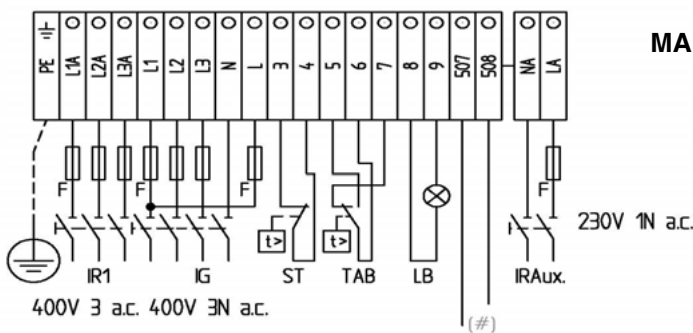 MA
PE L1A L2A L3A L1 L2 L3 N L 3 4 5 6 7 8 9 507 508 NA LA
F F F F
t> t>
230V 1N a.c.
IR1 IG ST TAB LB IRAux.
400V 3 a.c. 400V 3N a.c.
(#)